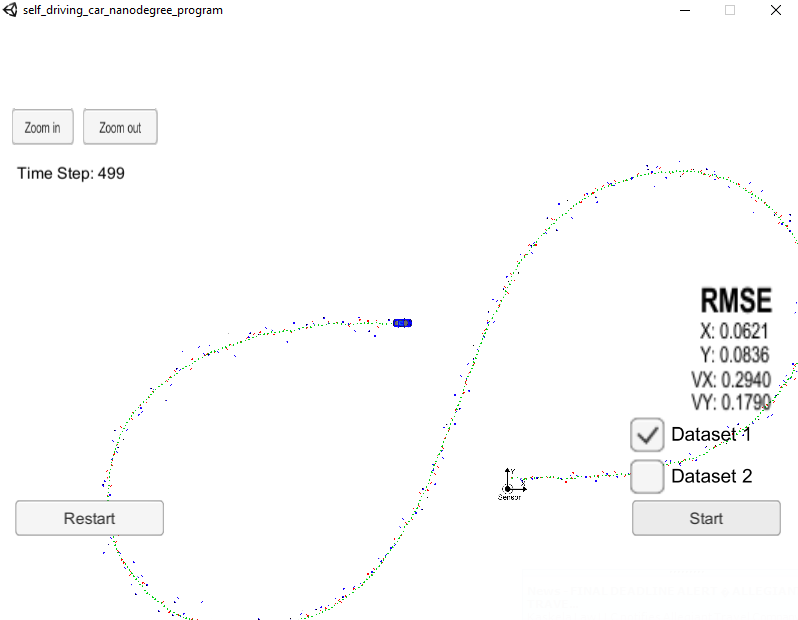 self_driving_car_nanodegree_program
Zoom in
Zoom out
Time Step: 499
RMSE
X: 0.0621
Y: 0.0836
VX: 0.2940
VY: 0.1790
Dataset 1
Y
X
Sensor
Dataset 2
Restart
Start